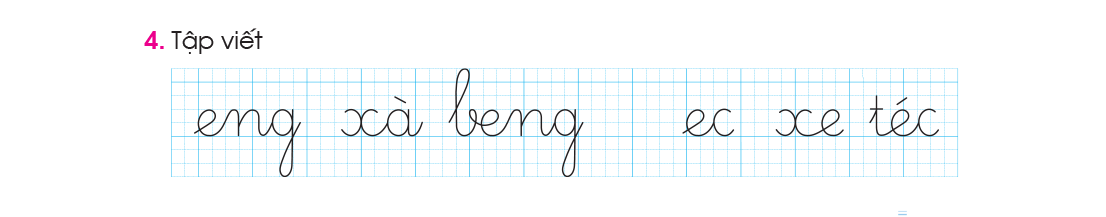 4. Tập viết
eng xà beng ec xe téc